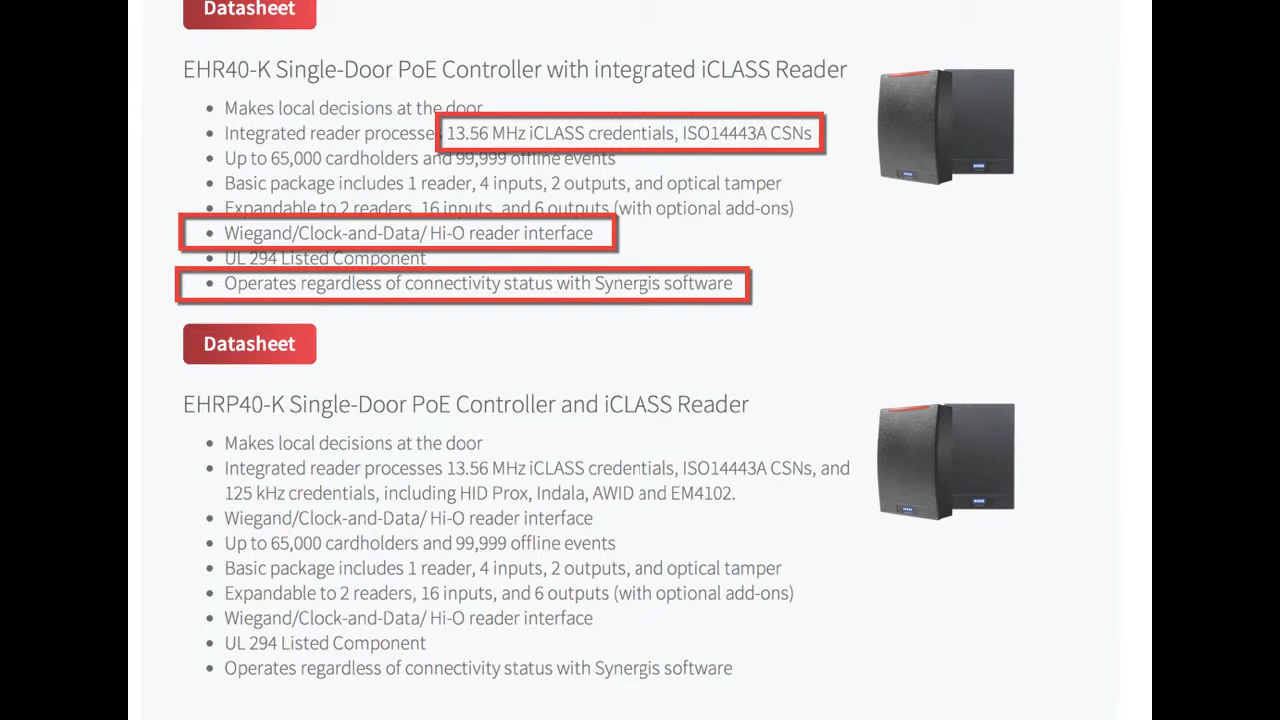 Datasheet
EHR40-K Single-Door PoE Controller with integrated iCLASS Reader
• Makes local decisions at the door
• Integrated reader processes 13.56 MHz iCLASS credentials, ISO14443A CSNs
• Up to 65,000 cardholders and 99,999 offline events
• Basic package includes 1 reader, 4 inputs, 2 outputs, and optical tamper
• Expandable to 2 readers, 16 inputs, and 6 outputs (with optional add-ons)
• Wiegand/Clock-and-Data/ Hi-O reader interface
• UL 294 Listed Component
• Operates regardless of connectivity status with Synergis software
Datasheet
EHRP40-K Single-Door PoE Controller and iCLASS Reader
• Makes local decisions at the door
• Integrated reader processes 13.56 MHz iCLASS credentials, ISO14443A CSNs, and
125 kHz credentials, including HID Prox, Indala, AWID and EM4102.
• Wiegand/Clock-and-Data/ Hi-O reader interface
• Up to 65,000 cardholders and 99,999 offline events
• Basic package includes 1 reader, 4 inputs, 2 outputs, and optical tamper
• Expandable to 2 readers, 16 inputs, and 6 outputs (with optional add-ons)
• Wiegand/Clock-and-Data/ Hi-O reader interface
• UL 294 Listed Component
• Operates regardless of connectivity status with Synergis software